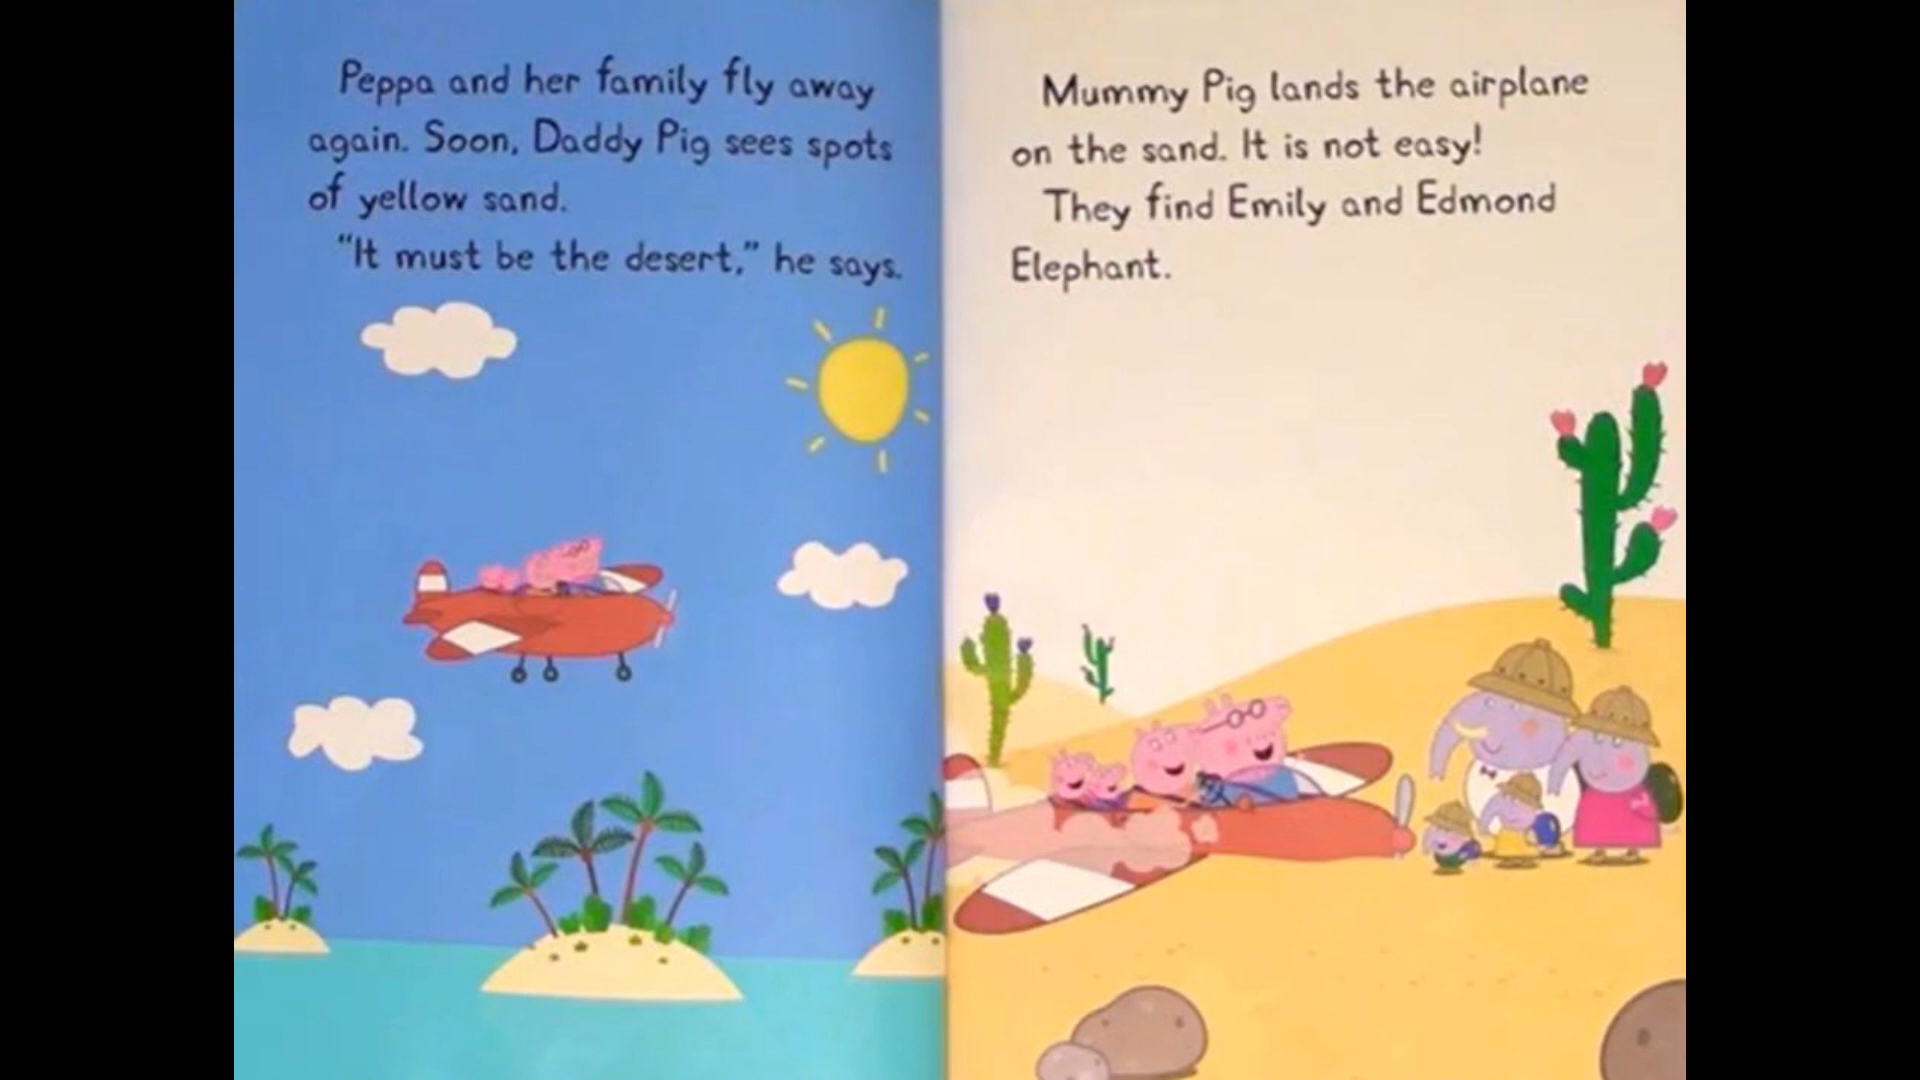 Peppa and her family fly away
again. Soon, Daddy Pig sees spots
of yellow sand.
“It must be the desert,” he says.
Mummy Pig lands the airplane
on the sand. It is not easy!
They find Emily and Edmond
Elephant.